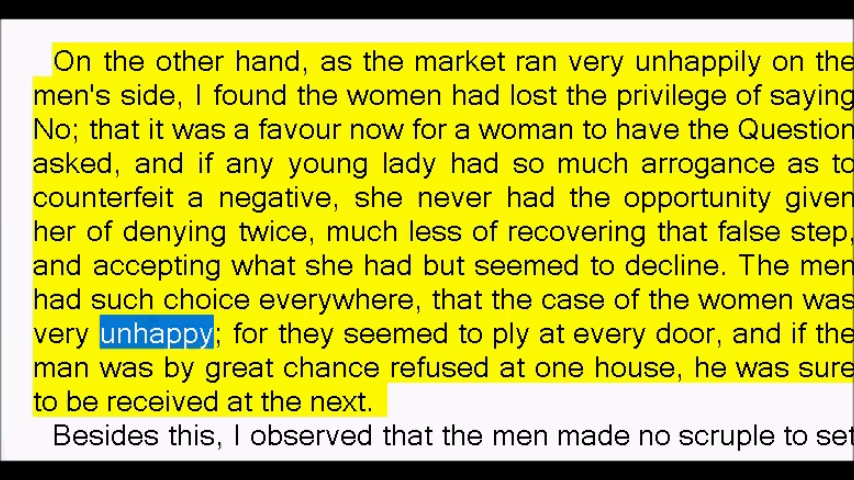 On the other hand, as the market ran very unhappily on the
men's side, I found the women had lost the privilege of saying
No; that it was a favour now for a woman to have the Question
asked, and if any young lady had so much arrogance as to
counterfeit a negative, she never had the opportunity given
her of denying twice, much less of recovering that false step,
and accepting what she had but seemed to decline. The men
had such choice everywhere, that the case of the women was
very unhappy; for they seemed to ply at every door, and if the
man was by great chance refused at one house, he was sure
to be received at the next.
Besides this, I observed that the men made no scruple to set